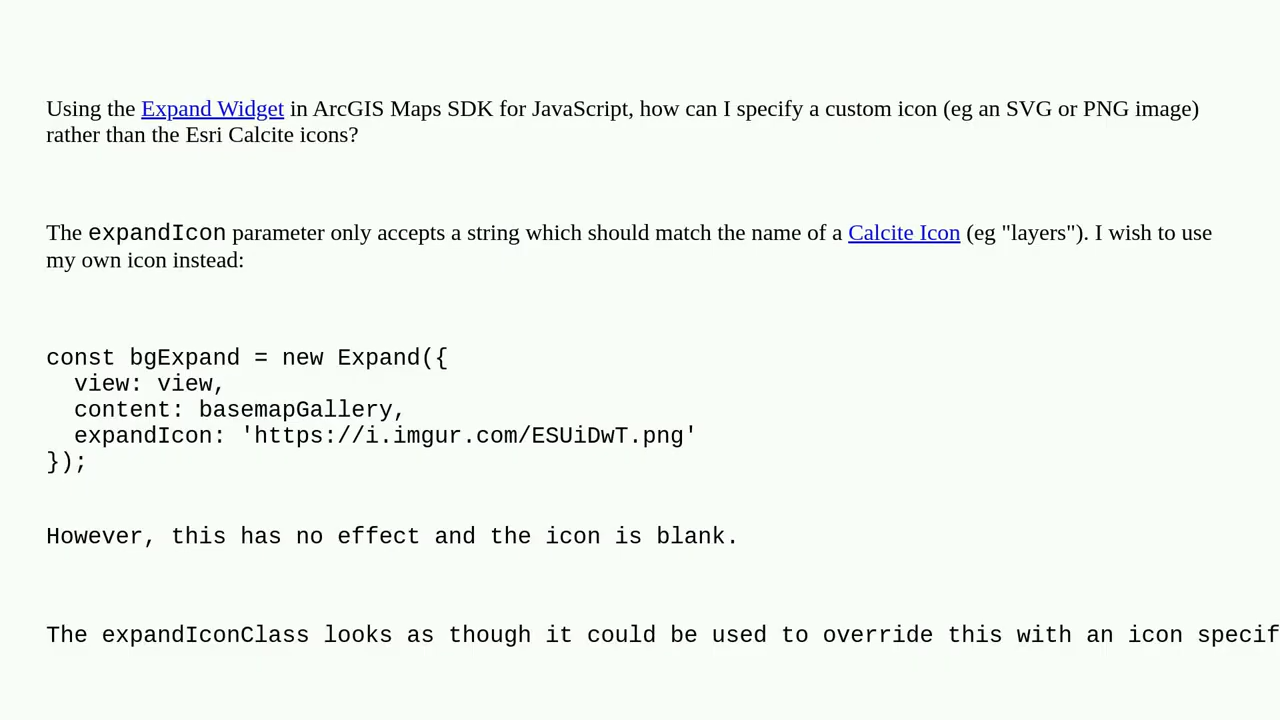 Using the Expand Widget in ArcGIS Maps SDK for JavaScript, how can I specify a custom icon (eg an SVG or PNG image)
rather than the Esri Calcite icons?
The expandIcon parameter only accepts a string which should match the name of a Calcite Icon (eg "layers"). I wish to use
my own icon instead:
const bgExpand = new Expand({
  view: view,
  content: basemapGallery,
  expandIcon: 'https://i.imgur.com/ESUiDwT.png'
});
However, this has no effect and the icon is blank.
The expandIconClass looks as though it could be used to override this with an icon specif